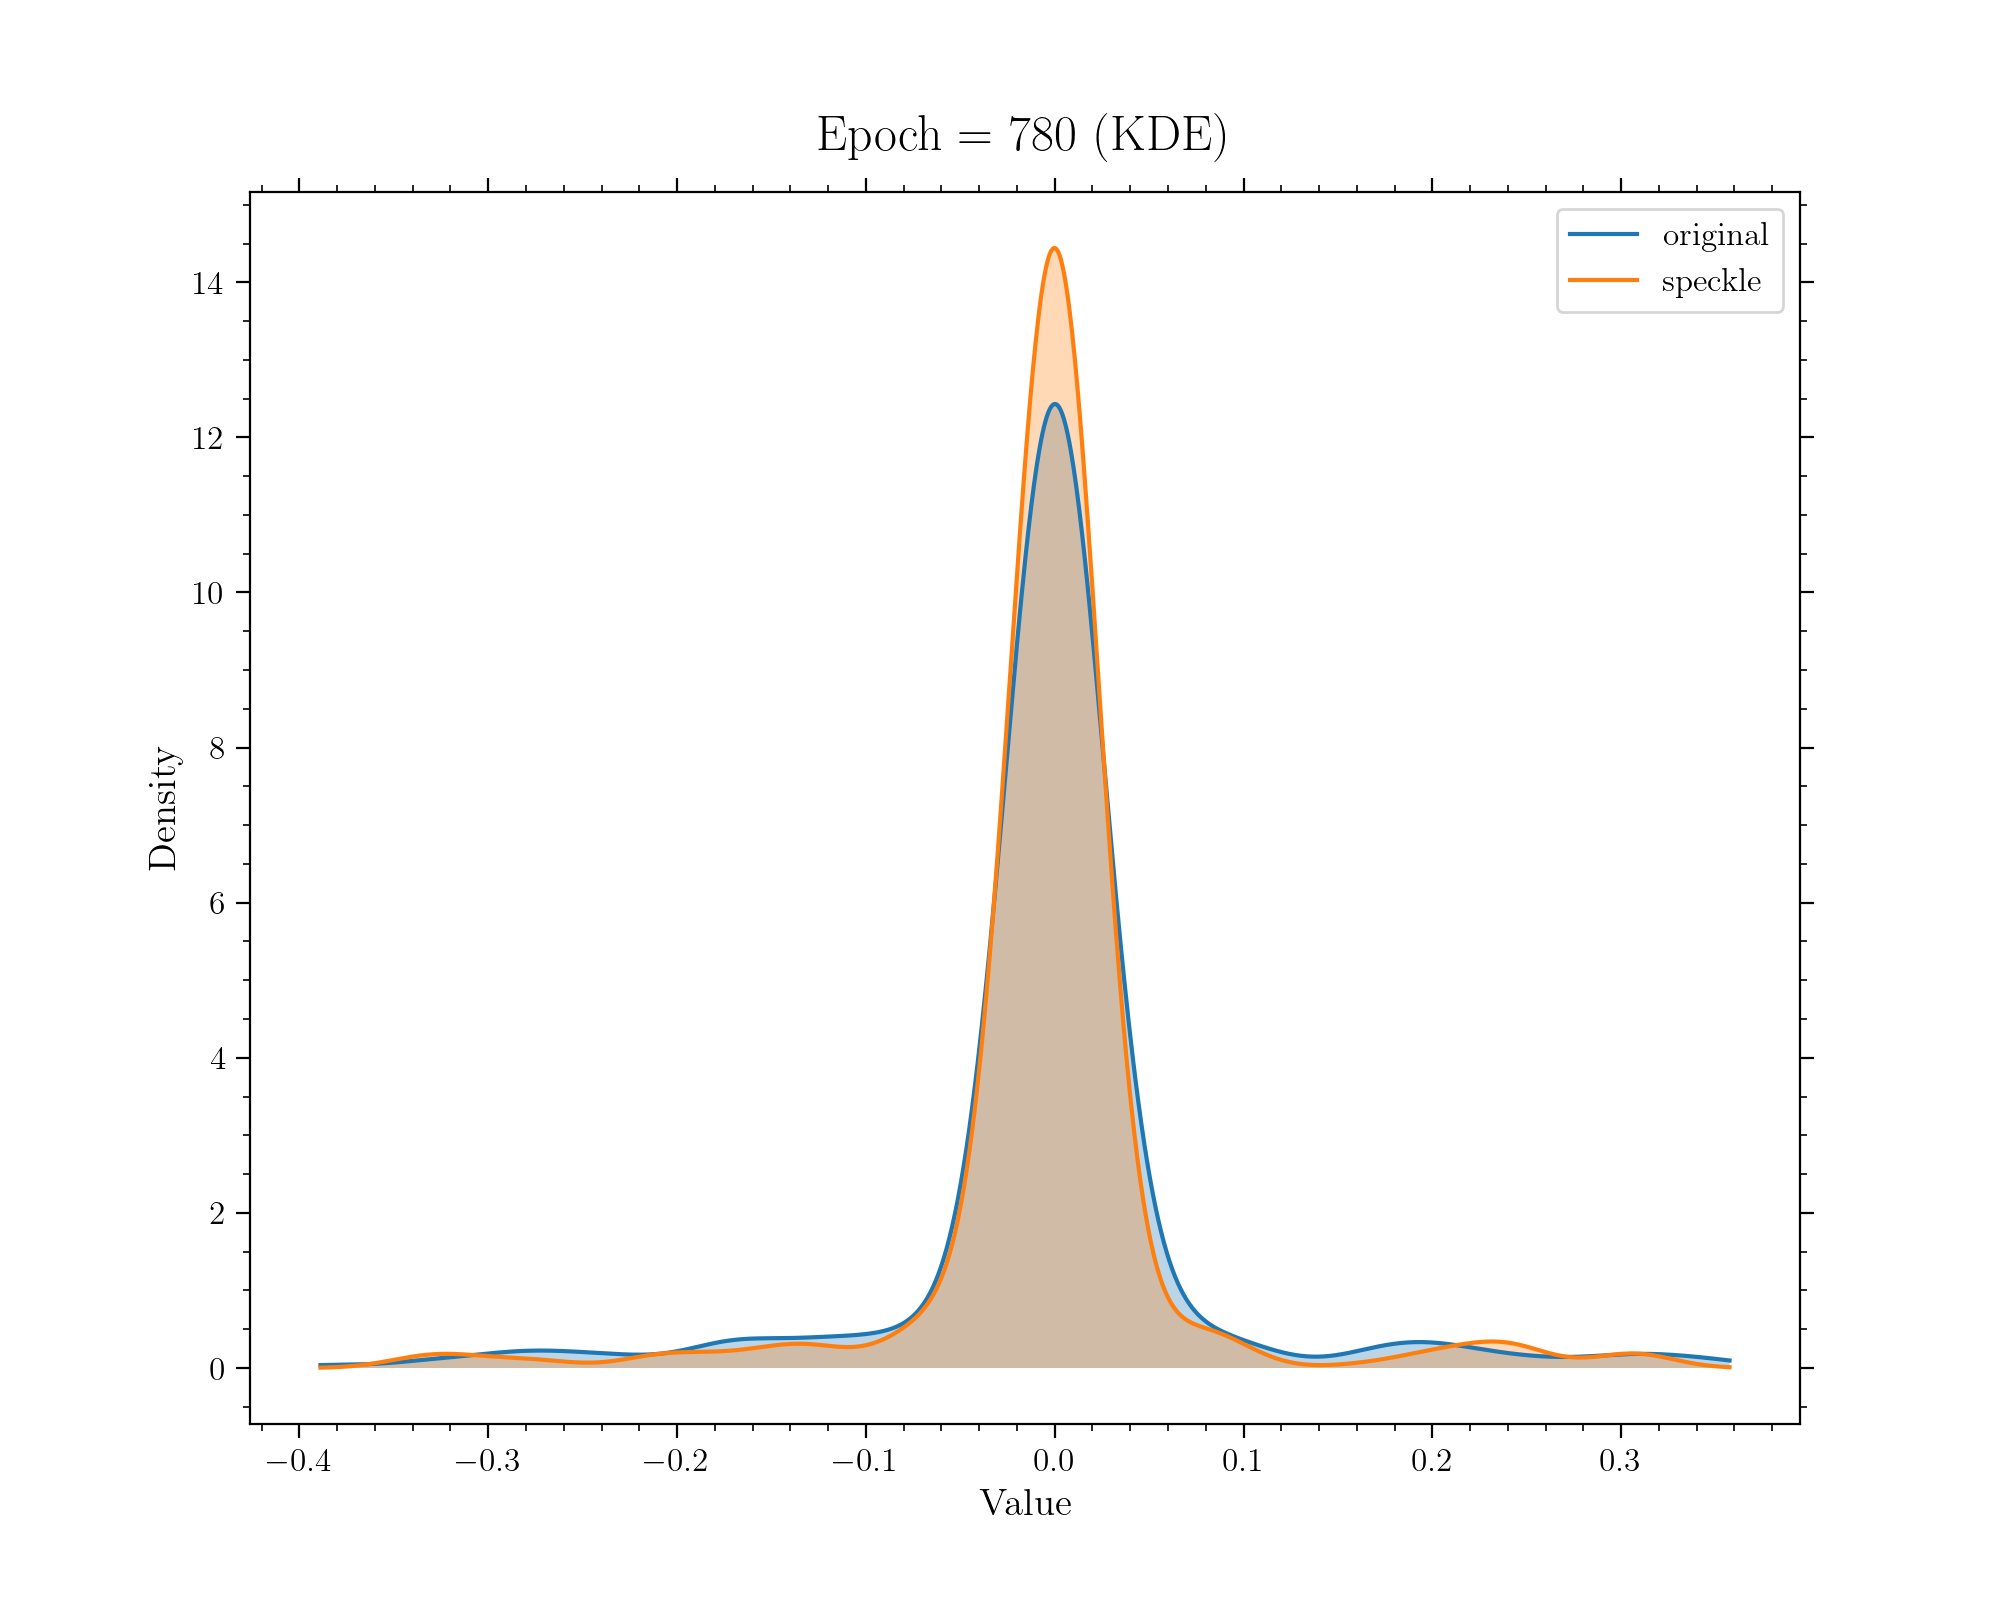 Epoch = 780 (KDE)
original
speckle
Density
14
12
10
8
6
4
2
0
−0.4 −0.3 −0.2 −0.1 0.0 0.1 0.2 0.3
Value